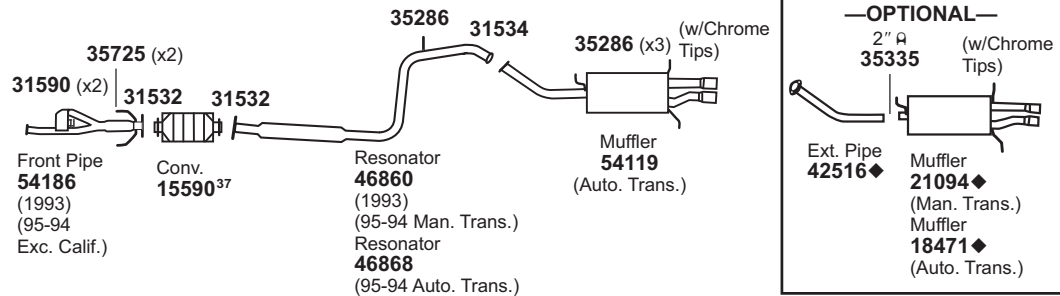 35286
31534
35725 (x2)
31590 (x2)
31532
31532
35286 (x3)
(w/Chrome
Tips)
Front Pipe
54186
(1993)
(95-94
Exc. Calif.)
Conv.
15590³⁷
Resonator
46860
(1993)
(95-94 Man. Trans.)
Resonator
46868
(95-94 Auto. Trans.)
Muffler
54119
(Auto. Trans.)
—OPTIONAL—
2"
35335
(w/Chrome
Tips)
Ext. Pipe
42516◆
Muffler
21094◆
(Man. Trans.)
Muffler
18471◆
(Auto. Trans.)